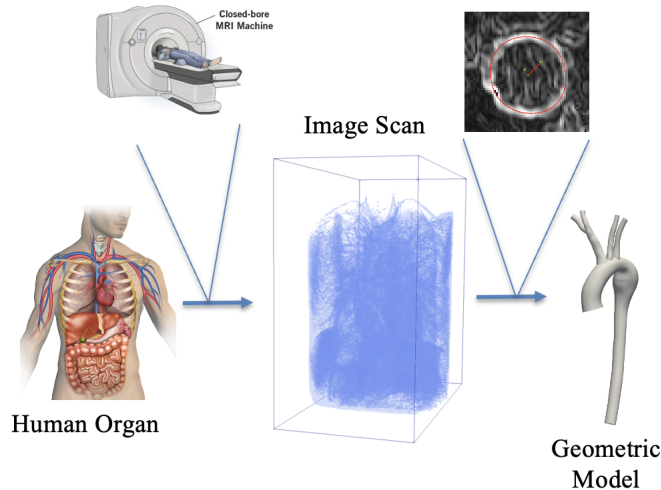 Closed-bore
MRI Machine
Image Scan
Human Organ
Geometric
Model